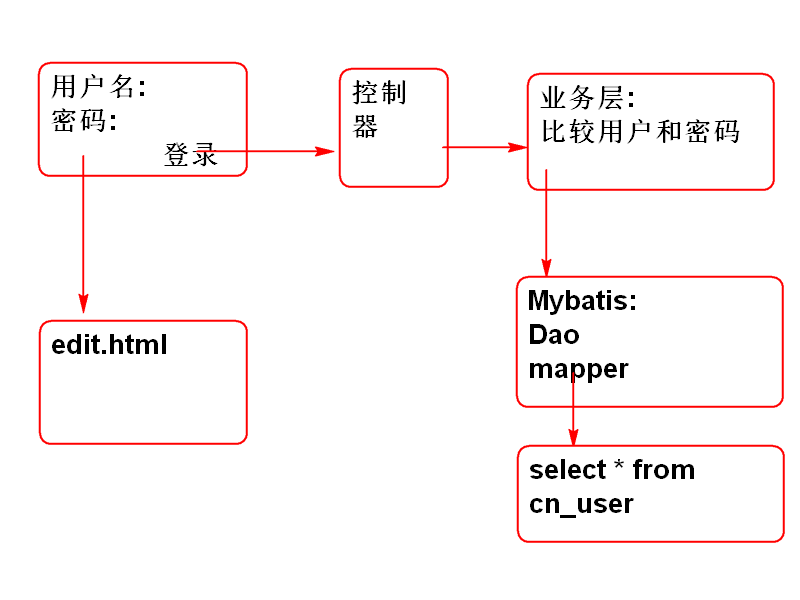 用户名:
密码:
登录
控制
器
业务层:
比较用户和密码
edit.html
Mybatis:
Dao
mapper
select * from
cn_user